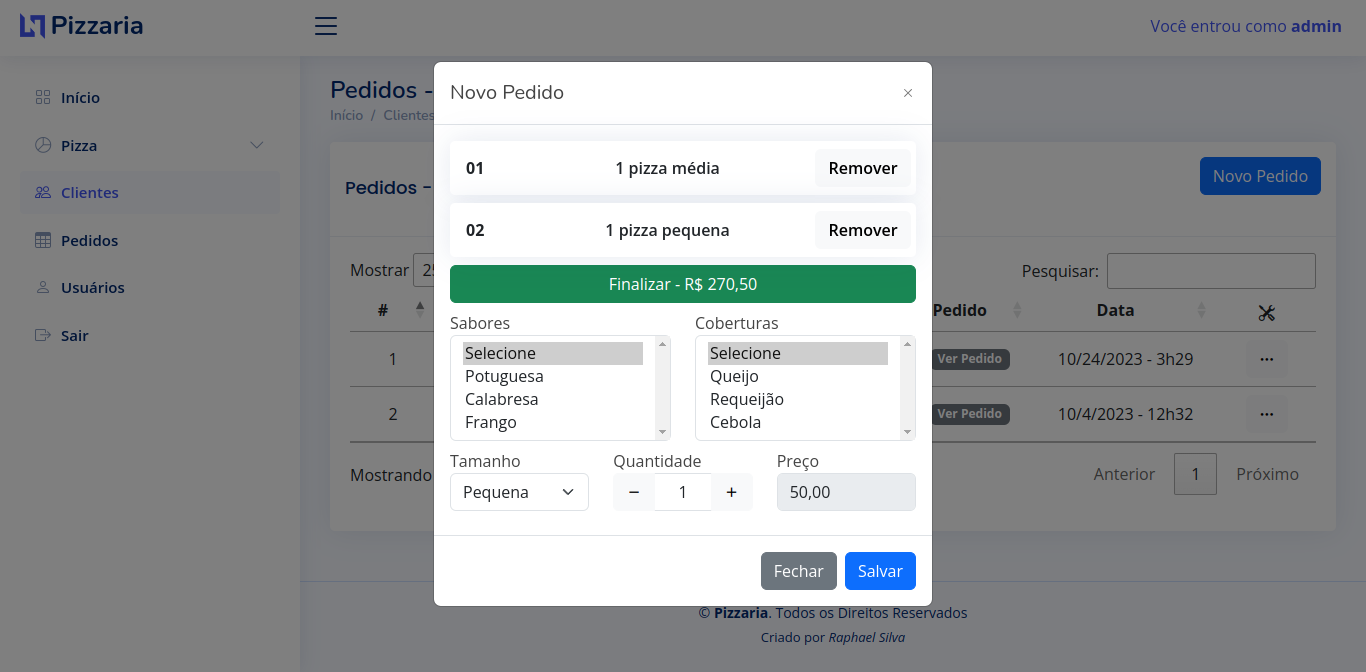 Pizzaria
Você entrou como admin
Início
Pizza
Clientes
Pedidos
Usuários
Sair
Pedidos -
Início / Clientes
Pedidos -
Novo Pedido
Mostrar 25
Pesquisar:
# Pedido Data
1 Ver Pedido 10/24/2023 - 3h29
2 Ver Pedido 10/4/2023 - 12h32
Mostrando
Anterior 1 Próximo
Novo Pedido ×
01 1 pizza média Remover
02 1 pizza pequena Remover
Finalizar - R$ 270,50
Sabores Coberturas
Selecione Selecione
Potuguesa Queijo
Calabresa Requeijão
Frango Cebola
Tamanho Quantidade Preço
Pequena − 1 + 50,00
Fechar Salvar
© Pizzaria. Todos os Direitos Reservados
Criado por Raphael Silva